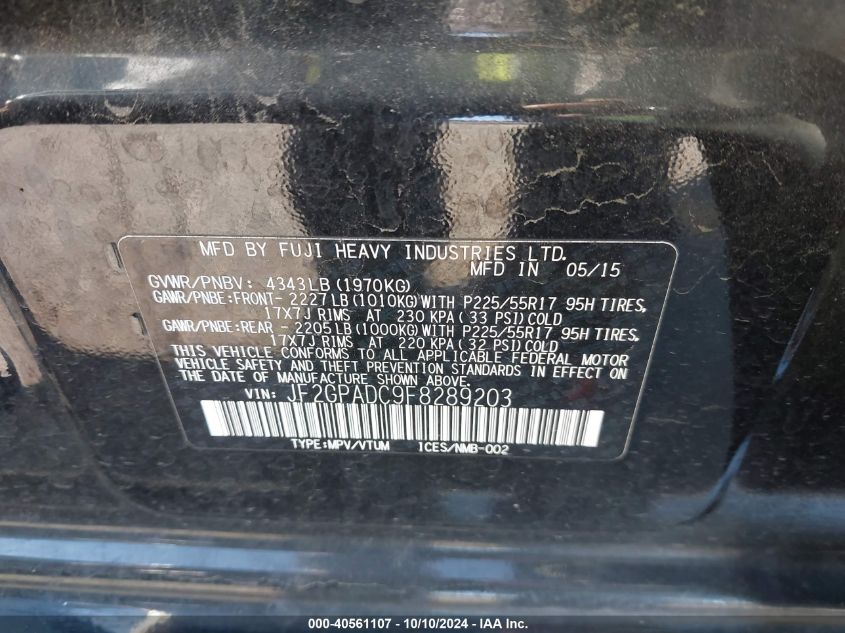 MFD BY FUJI HEAVY INDUSTRIES LTD.
MFD IN 05/15
GVWR/PNBV: 4343LB (1970KG)
GAWR/PNBE:FRONT- 2227LB (1010KG) WITH P225/55R17 95H TIRES,
17X7J RIMS AT 230 KPA (33 PSI) COLD
GAWR/PNBE:REAR - 2205LB (1000KG) WITH P225/55R17 95H TIRES,
17X7J RIMS AT 220 KPA (32 PSI) COLD
THIS VEHICLE CONFORMS TO ALL APPLICABLE FEDERAL MOTOR
VEHICLE SAFETY AND THEFT PREVENTION STANDARDS IN EFFECT ON
THE DATE OF MANUFACTURE SHOWN ABOVE.
VIN: JF2GPADC9F8289203
TYPE:MPV/VTUM ICES/NMB-002
000-40561107 - 10/10/2024 - IAA Inc.